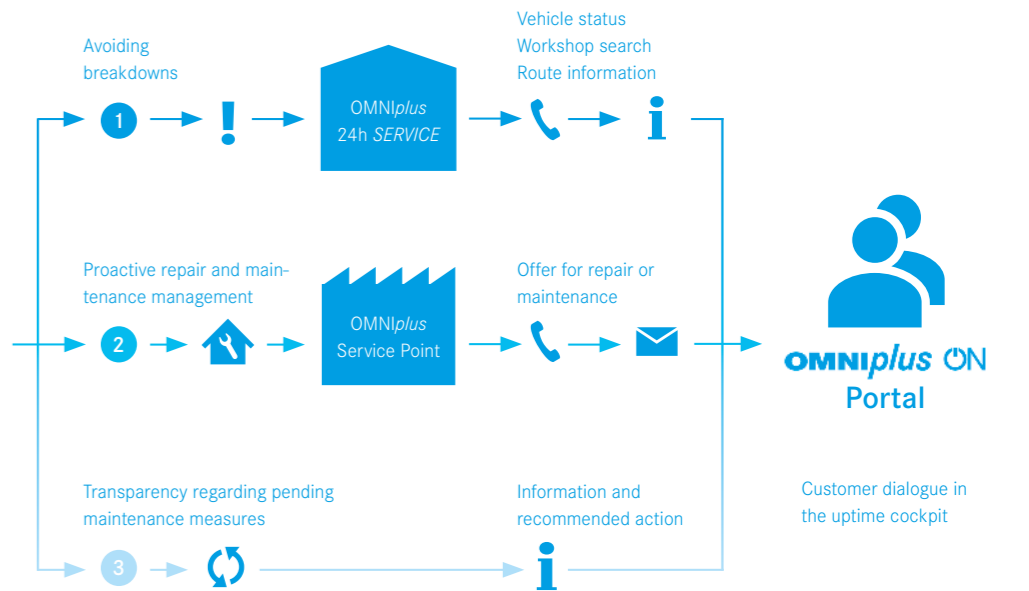 Avoiding
breakdowns
1
OMNIplus
24h SERVICE
Vehicle status
Workshop search
Route information
Proactive repair and main-
tenance management
2
OMNIplus
Service Point
Offer for repair or
maintenance
OMNIplus ON
Portal
Transparency regarding pending
maintenance measures
3
Information and
recommended action
Customer dialogue in
the uptime cockpit